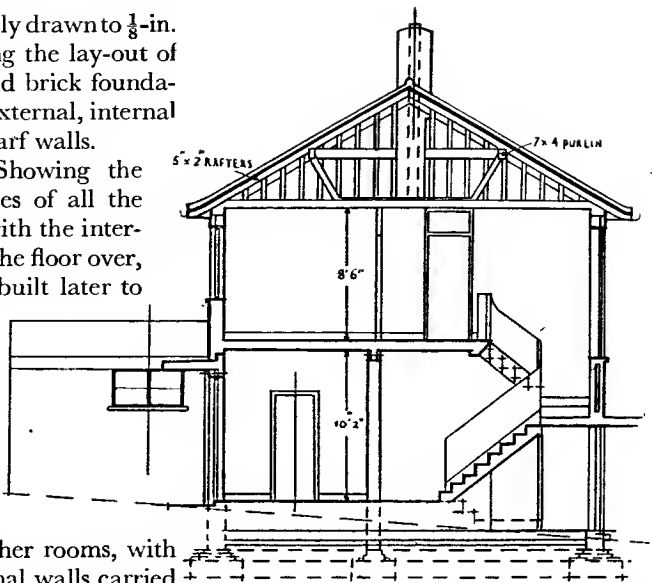 ly drawn to ⅛-in.
g the lay-out of
d brick founda-
xternal, internal
arf walls.
Showing the
es of all the
ith the inter-
he floor over,
built later to
her rooms, with
nal walls carried
5" x 2" RAFTERS
7 x 4 PURLIN
8'6"
10'2"